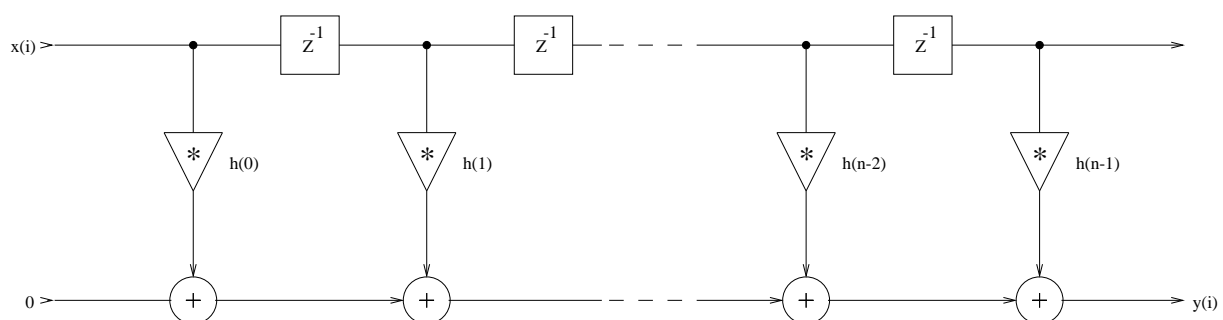 x(i)
Z⁻¹
Z⁻¹
Z⁻¹
* h(0)
* h(1)
* h(n-2)
* h(n-1)
0
+
+
+
+
y(i)